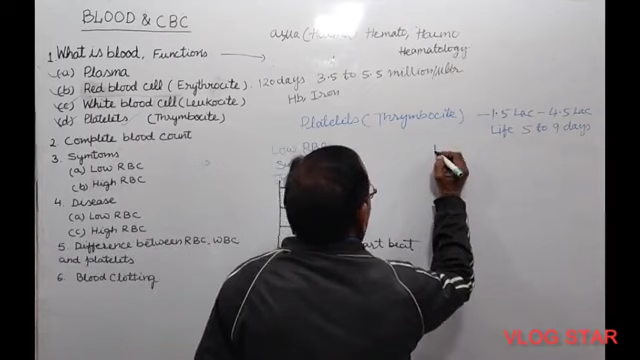 BLOOD & CBC
1 What is blood, Functions
(a) Plasma
(b) Red blood cell (Erythrocite)
(c) White blood cell (Leukocite)
(d) Platelets (Thrymbocite)
2 Complete blood count
3. Symtoms
(a) Low RBC
(b) High RBC
4. Disease
(a) Low RBC
(c) High RBC
5. Difference between RBC, WBC
and platelets
6. Blood Clotting
Hemato, Haemo
Heamatology
120 days 3.5 to 5.5 million/
Hb. Iron
Platelets (Thrymbocite) - 1.5 Lac - 4.5 Lac
Life 5 to 9 days
Low RBC
beat
VLOG STAR